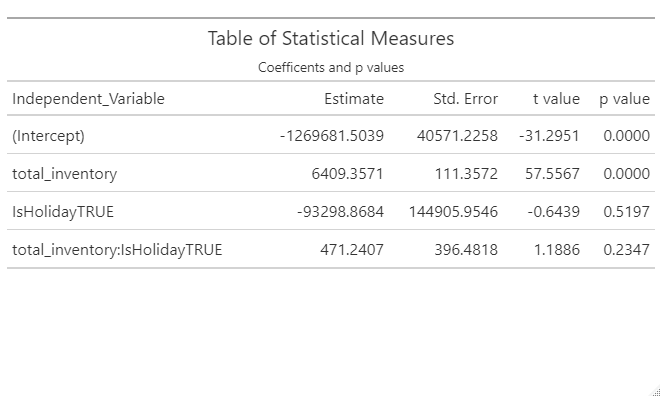 Table of Statistical Measures
Coefficents and p values
Independent_Variable Estimate Std. Error t value p value
(Intercept) -1269681.5039 40571.2258 -31.2951 0.0000
total_inventory 6409.3571 111.3572 57.5567 0.0000
IsHolidayTRUE -93298.8684 144905.9546 -0.6439 0.5197
total_inventory:IsHolidayTRUE 471.2407 396.4818 1.1886 0.2347